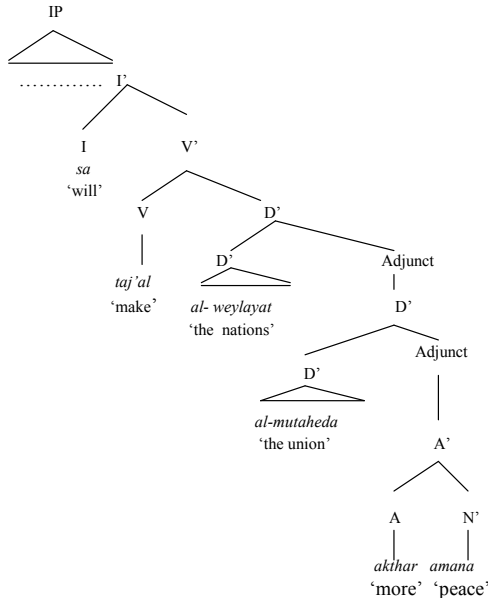 IP
.................. I'
I V'
sa
'will'
V D'
D' Adjunct
taj'al al- weylayat D'
'make' 'the nations'
Adjunct
D'
al-mutaheda
'the union' A'
A N'
akthar amana
'more' 'peace'